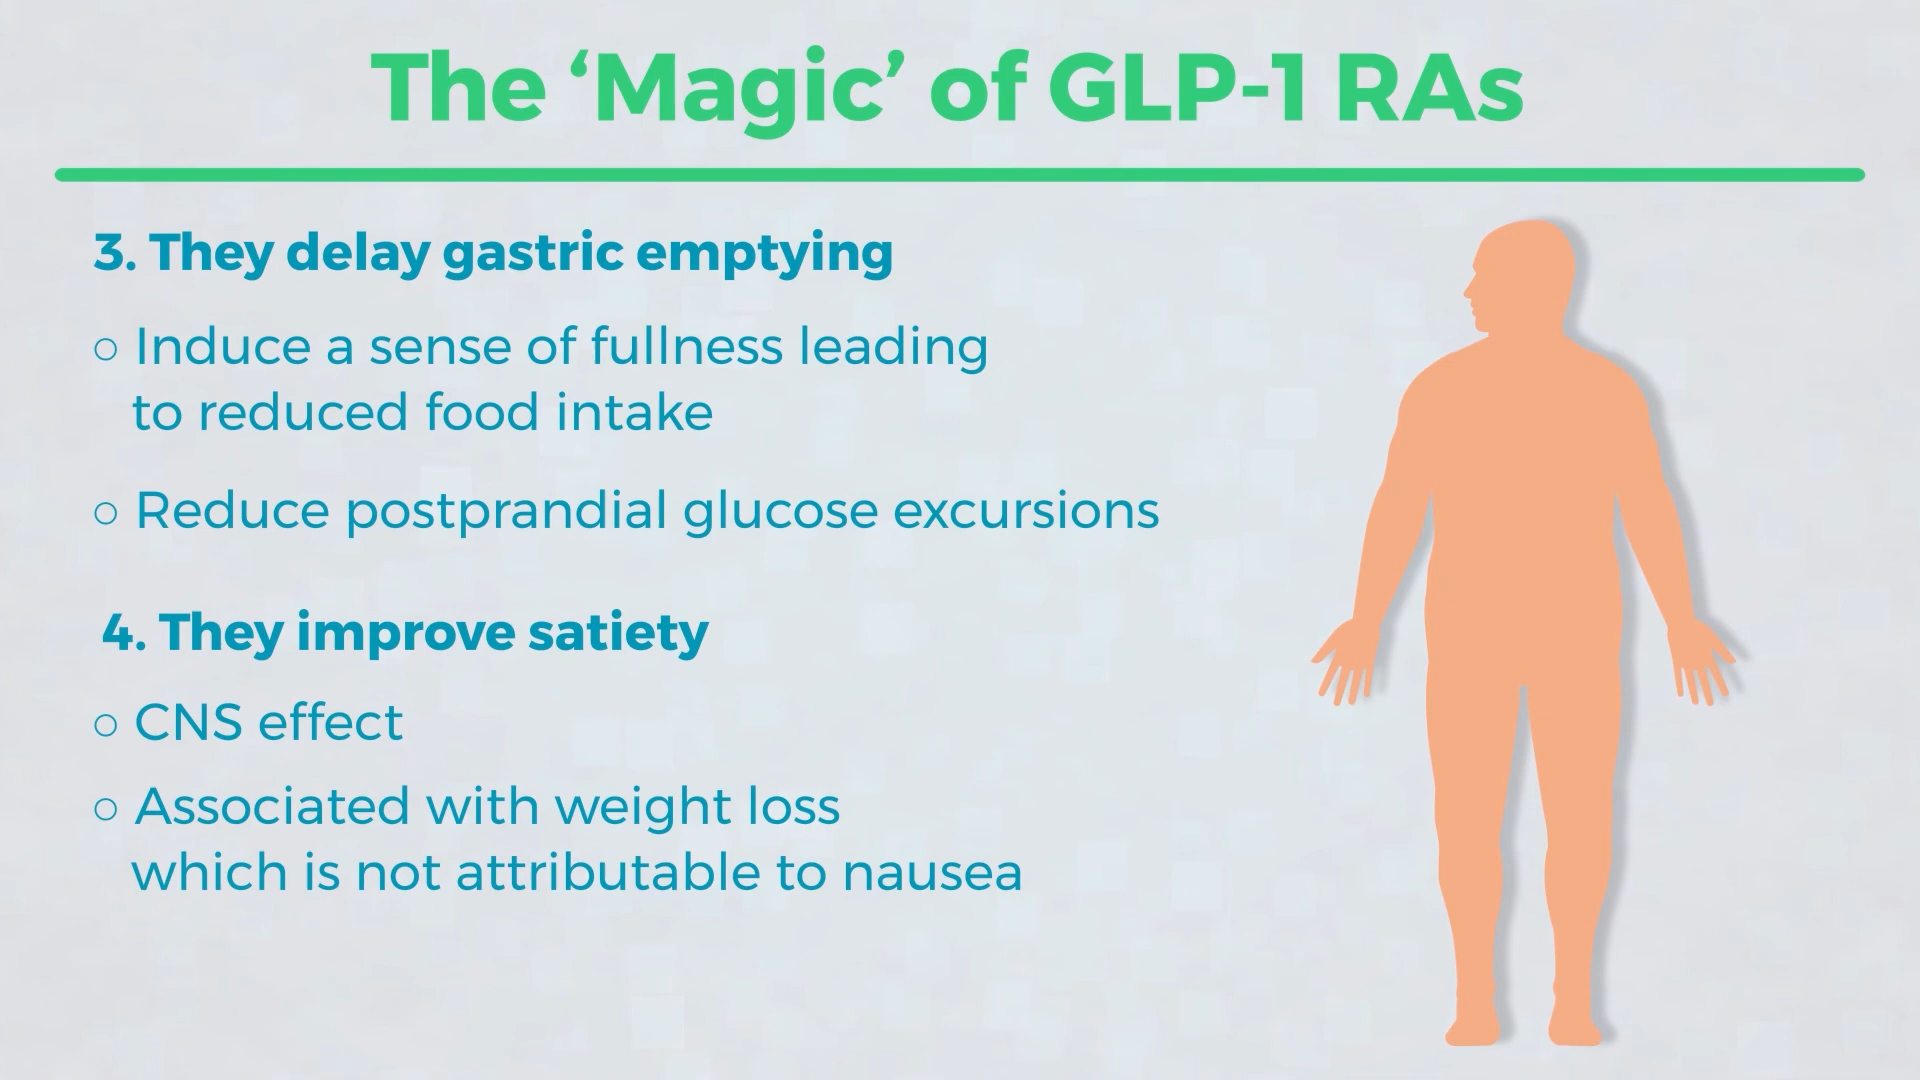 The ‘Magic’ of GLP-1 RAs
3. They delay gastric emptying
○ Induce a sense of fullness leading
to reduced food intake
○ Reduce postprandial glucose excursions
4. They improve satiety
○ CNS effect
○ Associated with weight loss
which is not attributable to nausea